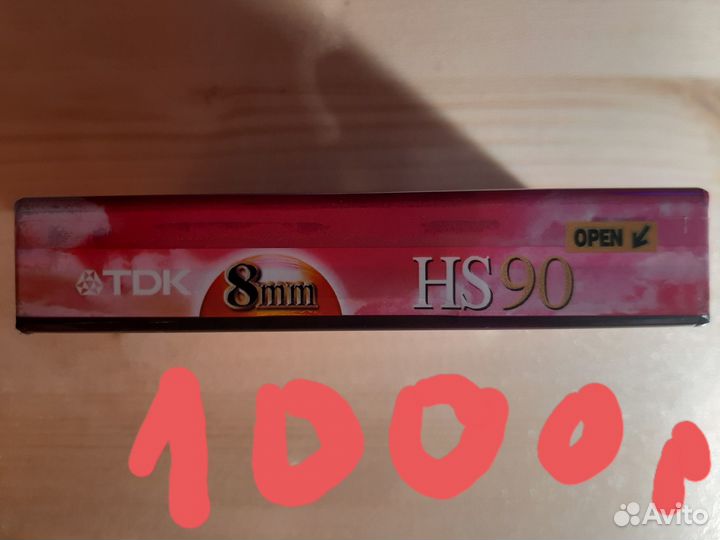 OPEN
TDK 8mm HS90
1000р
Avito